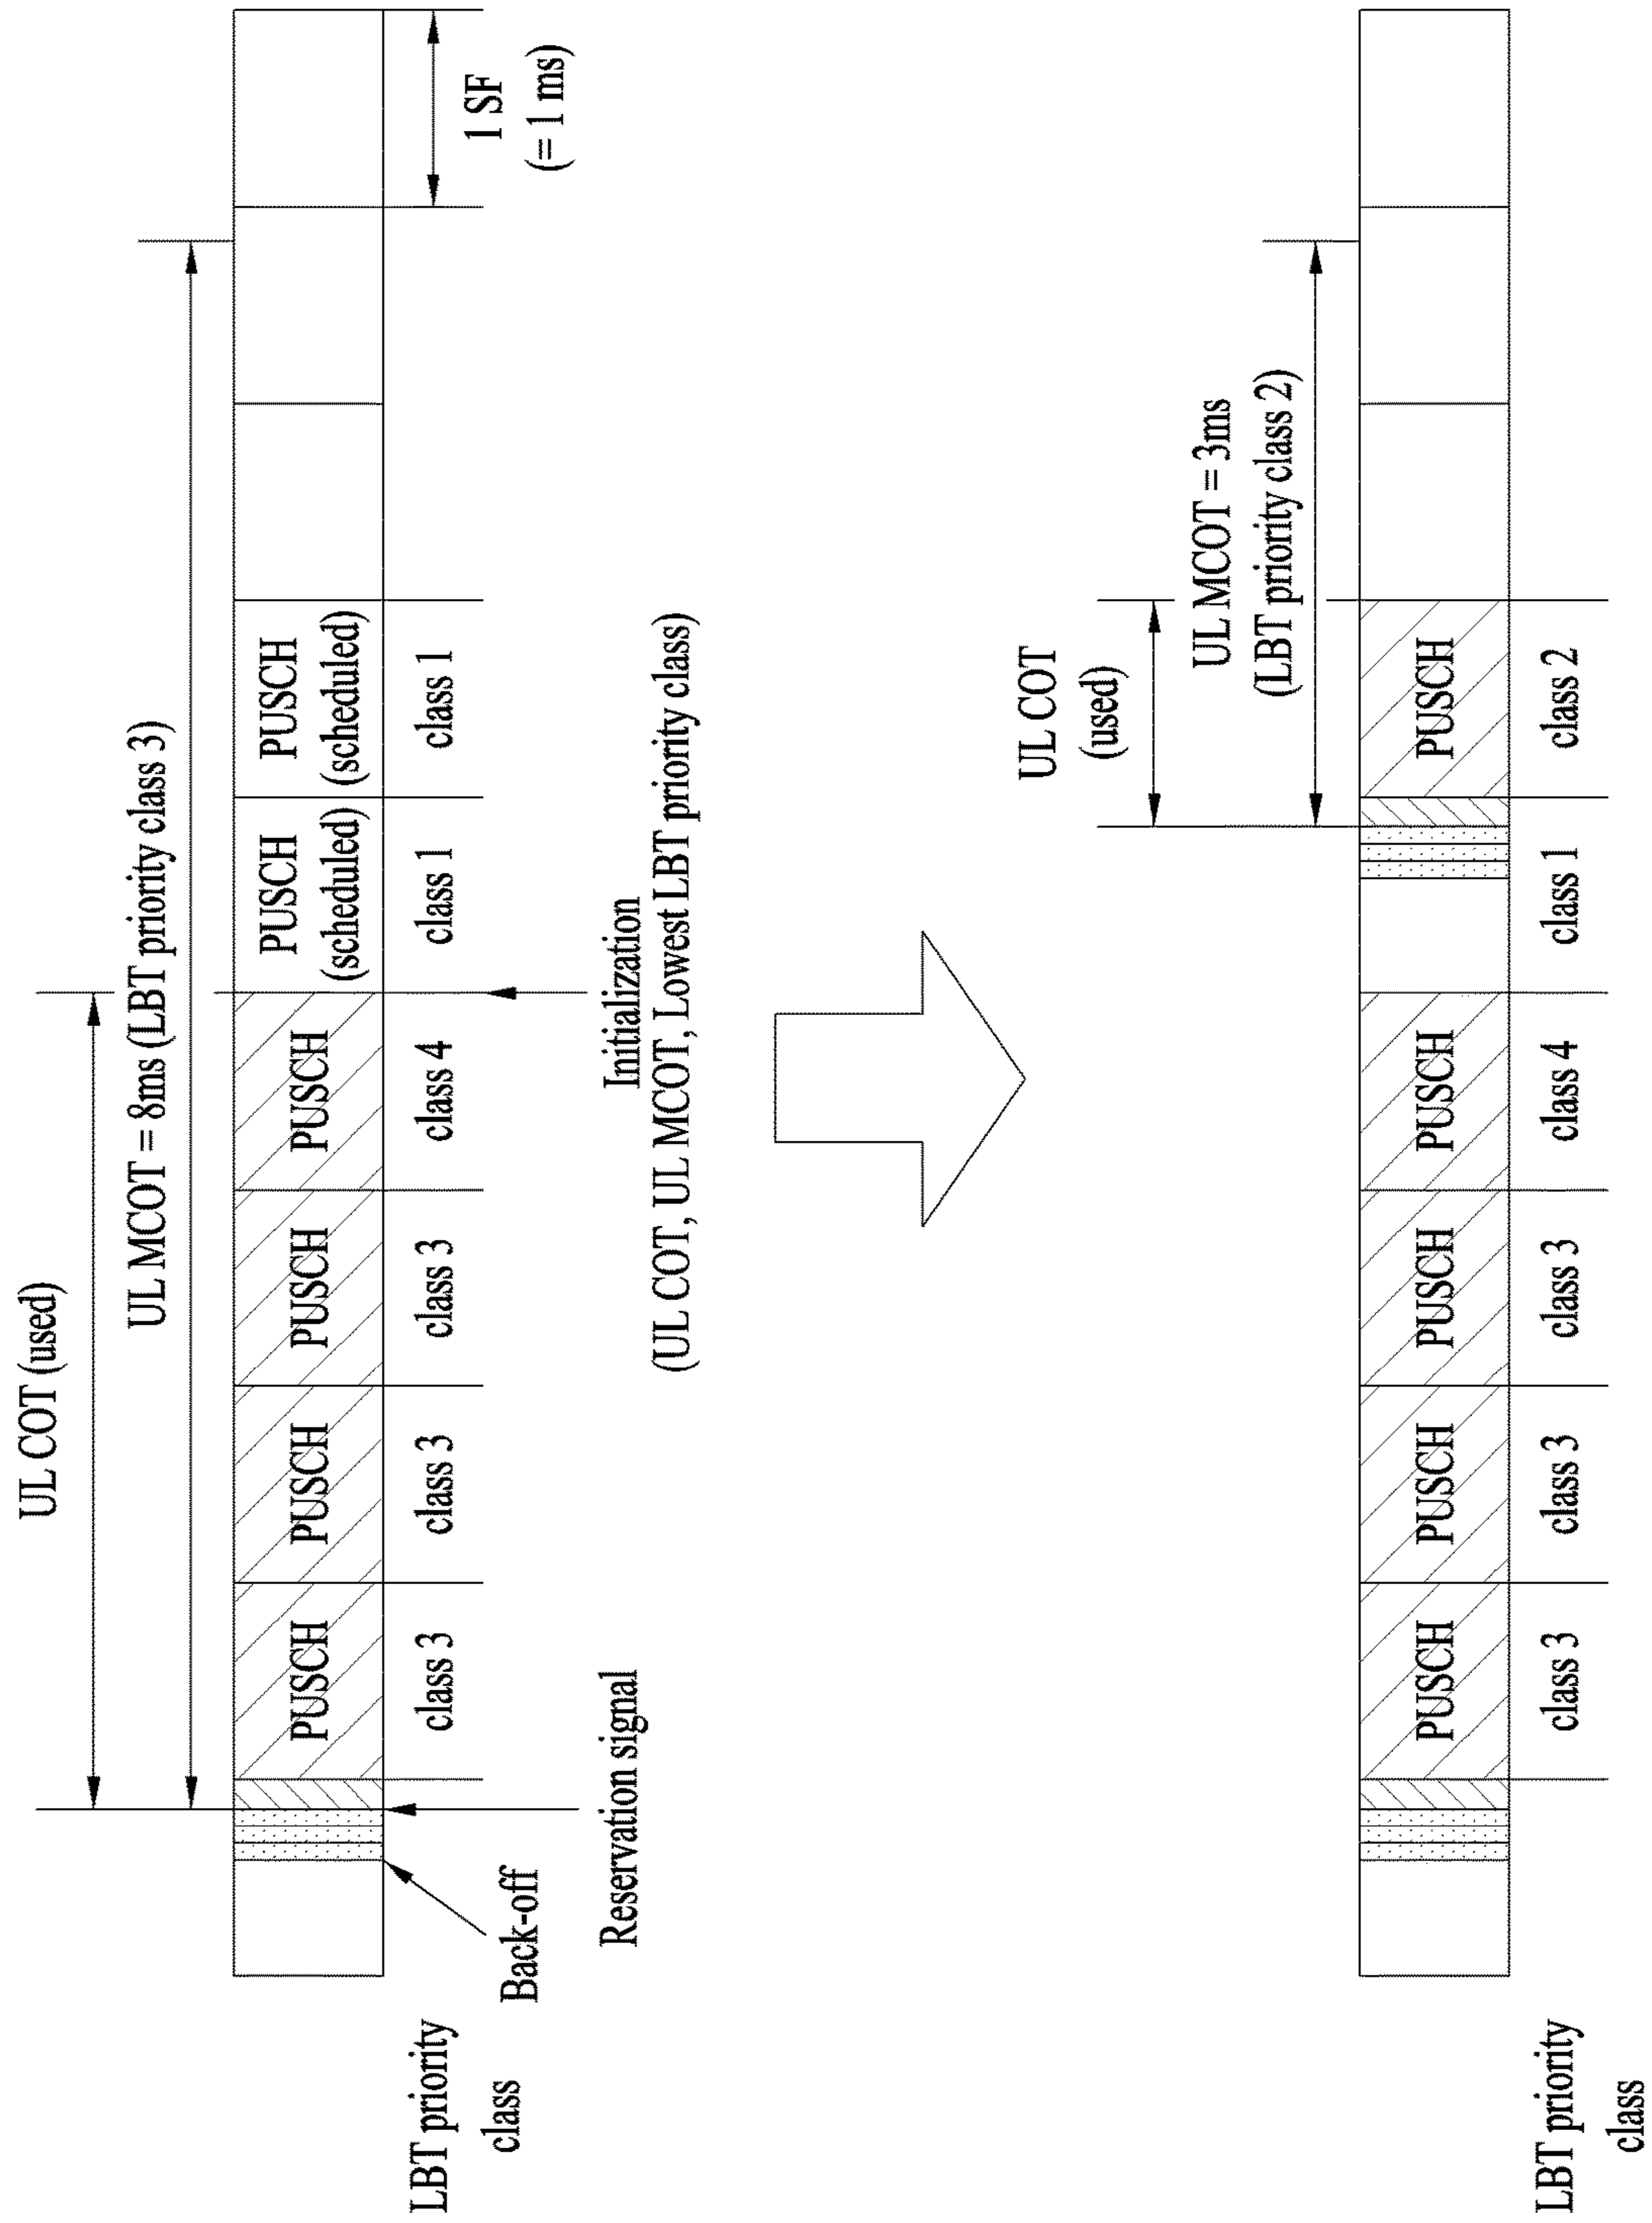 UL COT (used)
UL MCOT = 8ms (LBT priority class 3)
PUSCH
PUSCH
PUSCH
PUSCH
PUSCH
(scheduled)
PUSCH
(scheduled)
LBT priority
class
class 3
class 3
class 3
class 4
class 1
class 1
1 SF
(= 1 ms)
Back-off
Reservation signal
Initialization
(UL COT, UL MCOT, Lowest LBT priority class)
UL COT
(used)
UL MCOT = 3ms
(LBT priority class 2)
PUSCH
PUSCH
PUSCH
PUSCH
PUSCH
LBT priority
class
class 3
class 3
class 3
class 4
class 1
class 2